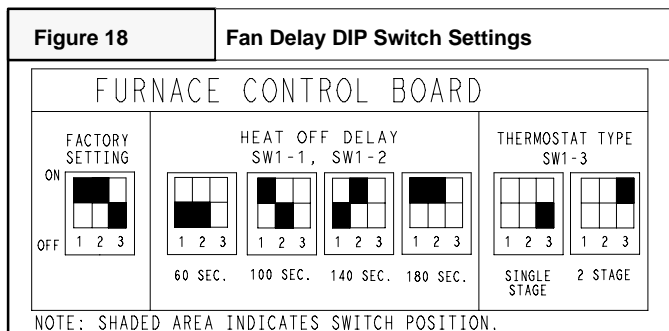 Figure 18 Fan Delay DIP Switch Settings
FURNACE CONTROL BOARD
FACTORY SETTING
HEAT OFF DELAY
SW1-1, SW1-2
THERMOSTAT TYPE
SW1-3
ON
OFF
1 2 3
1 2 3
1 2 3
1 2 3
1 2 3
1 2 3
1 2 3
60 SEC. 100 SEC. 140 SEC. 180 SEC.
SINGLE STAGE
2 STAGE
NOTE: SHADED AREA INDICATES SWITCH POSITION.